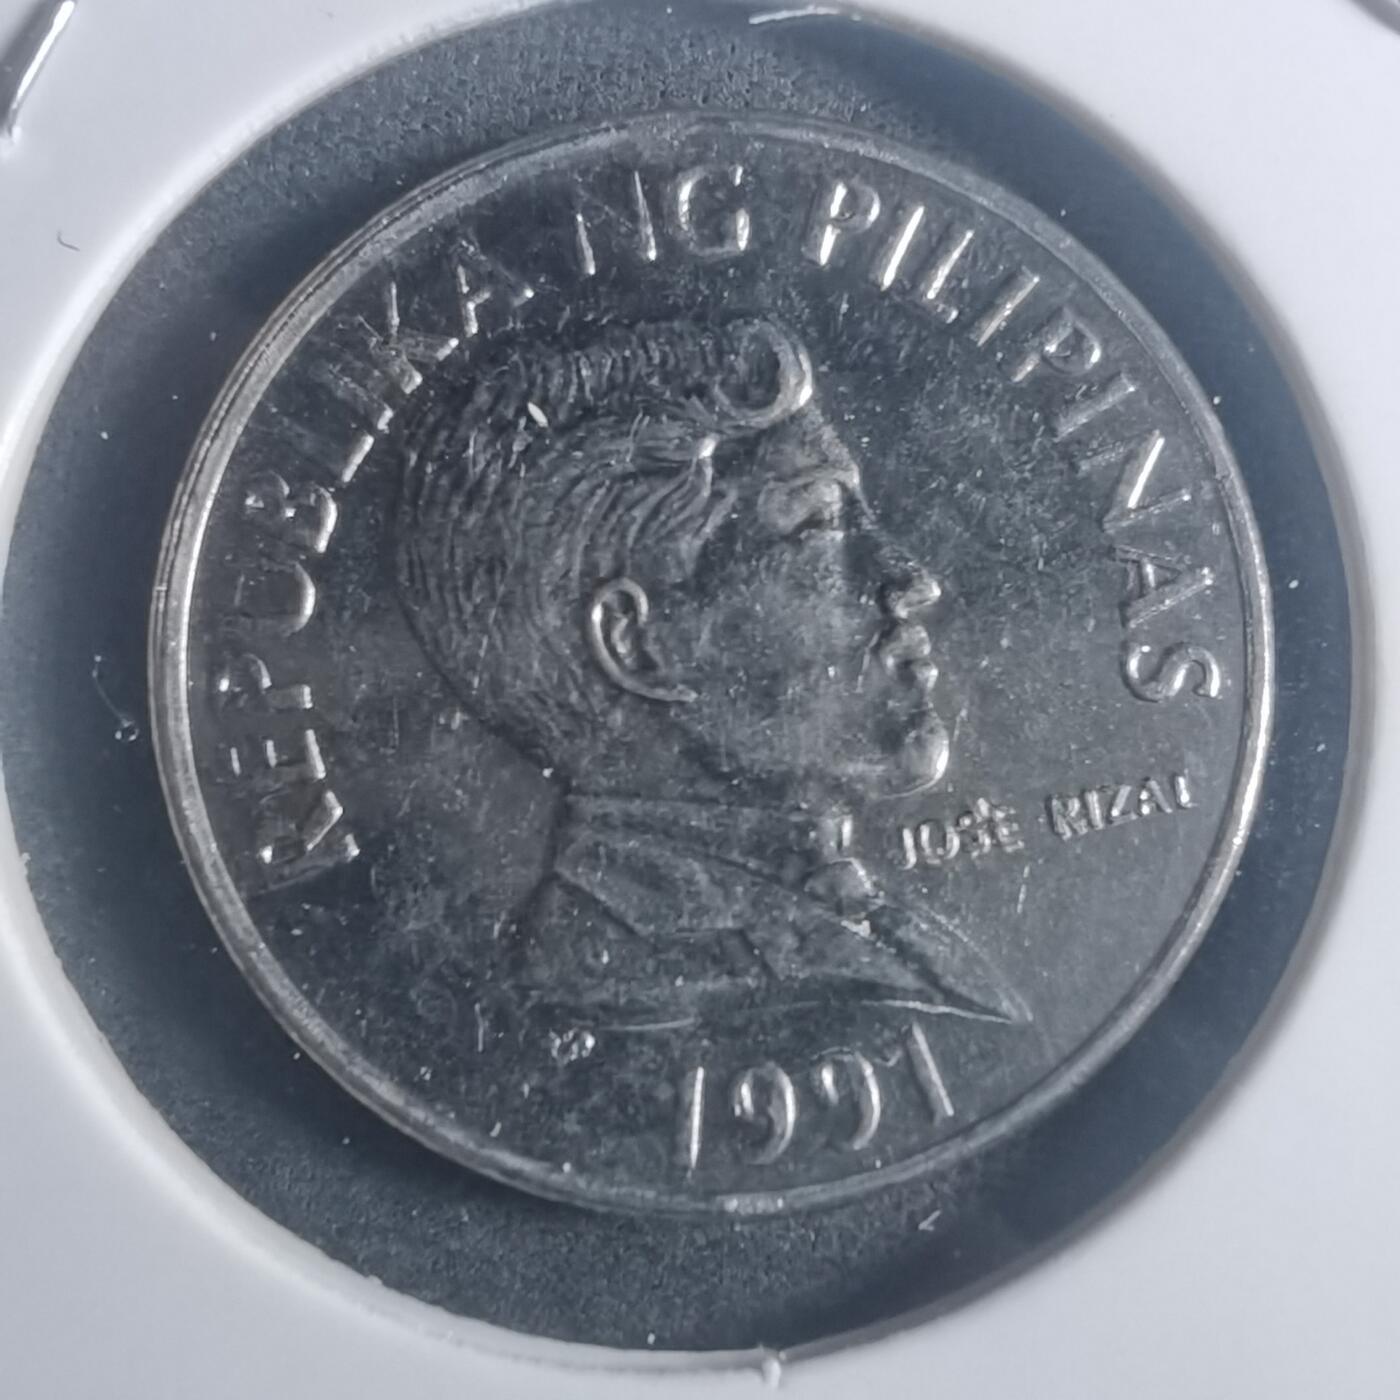 REPUBLIKA NG PILIPINAS
JOSE RIZAL
1991